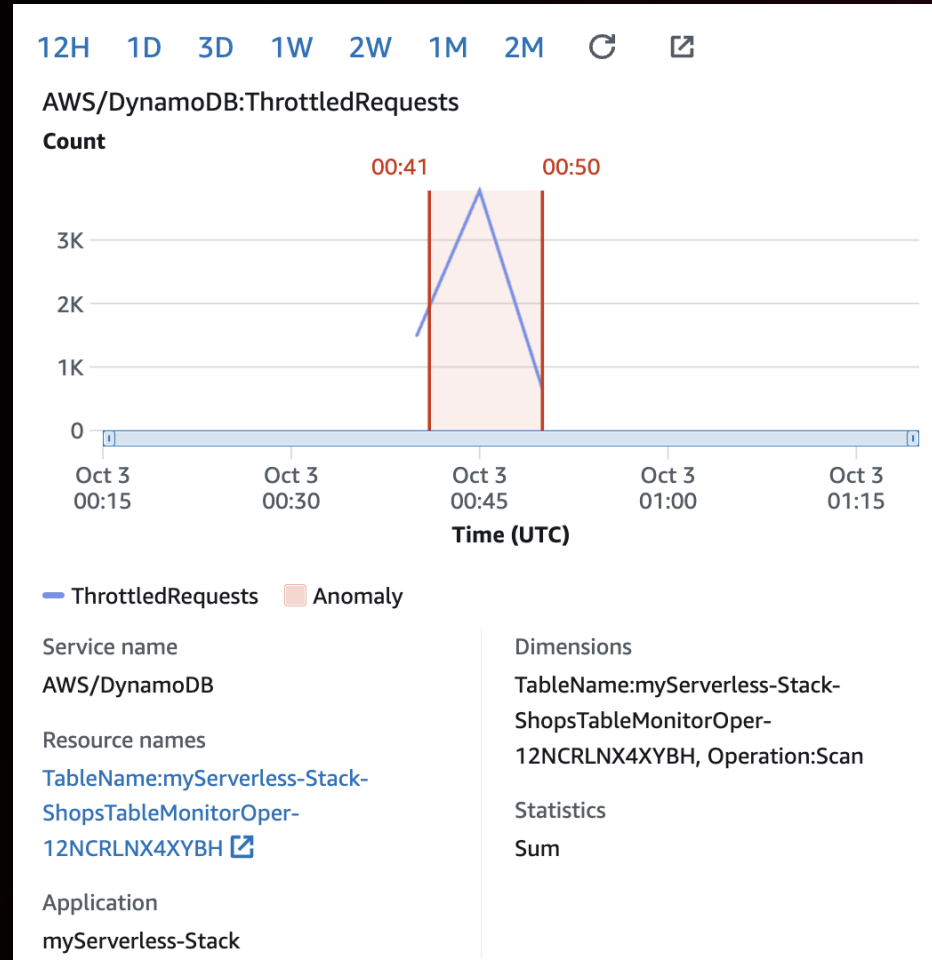 12H 1D 3D 1W 2W 1M 2M
AWS/DynamoDB:ThrottledRequests
Count
00:41 00:50
3K
2K
1K
0
Oct 3 Oct 3 Oct 3 Oct 3 Oct 3
00:15 00:30 00:45 01:00 01:15
Time (UTC)
ThrottledRequests Anomaly
Service name
AWS/DynamoDB
Resource names
TableName:myServerless-Stack-
ShopsTableMonitorOper-
12NCRLNX4XYBH
Application
myServerless-Stack
Dimensions
TableName:myServerless-Stack-
ShopsTableMonitorOper-
12NCRLNX4XYBH, Operation:Scan
Statistics
Sum